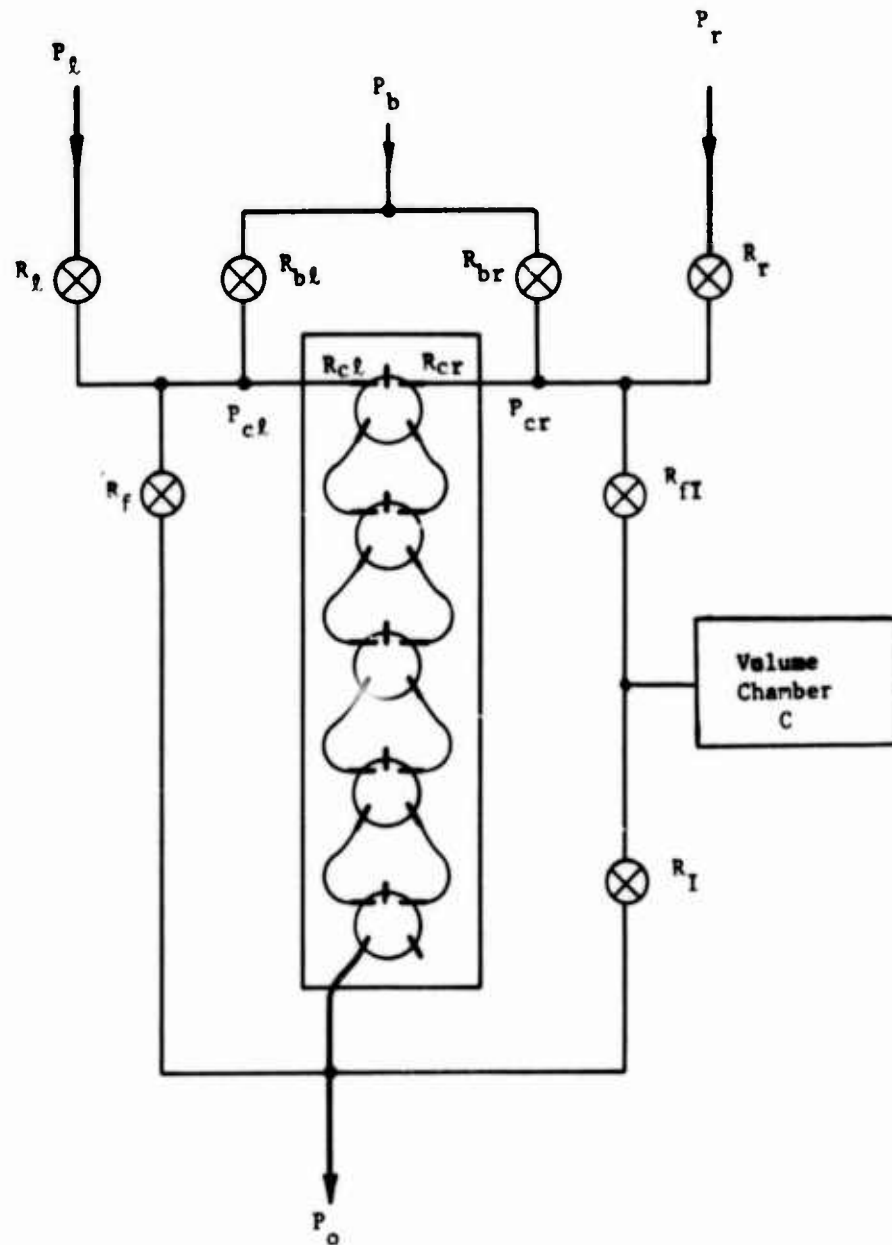 P_ℓ
P_r
P_b
R_ℓ
R_bℓ
R_br
R_r
R_cℓ
R_cr
P_cℓ
P_cr
R_f
R_fI
Volume
Chamber
C
R_I
P_o